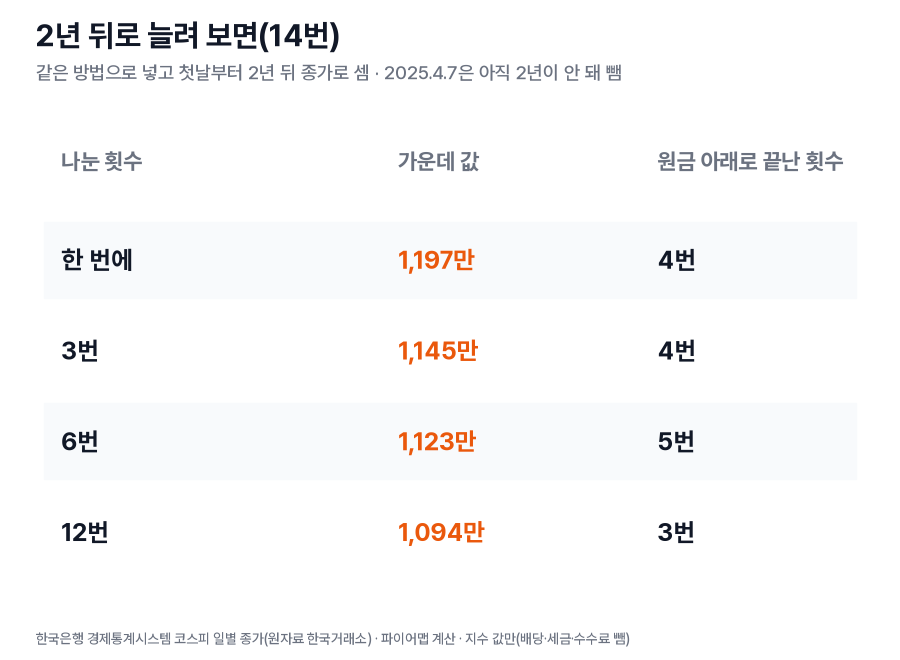 2년 뒤로 늘려 보면(14번)
같은 방법으로 넣고 첫날부터 2년 뒤 종가로 셈 · 2025.4.7은 아직 2년이 안 돼 뺌
나눈 횟수 가운데 값 원금 아래로 끝난 횟수
한 번에 1,197만 4번
3번 1,145만 4번
6번 1,123만 5번
12번 1,094만 3번
한국은행 경제통계시스템 코스피 일별 종가(원자료 한국거래소) · 파이어맵 계산 · 지수 값만(배당·세금·수수료 뺌)